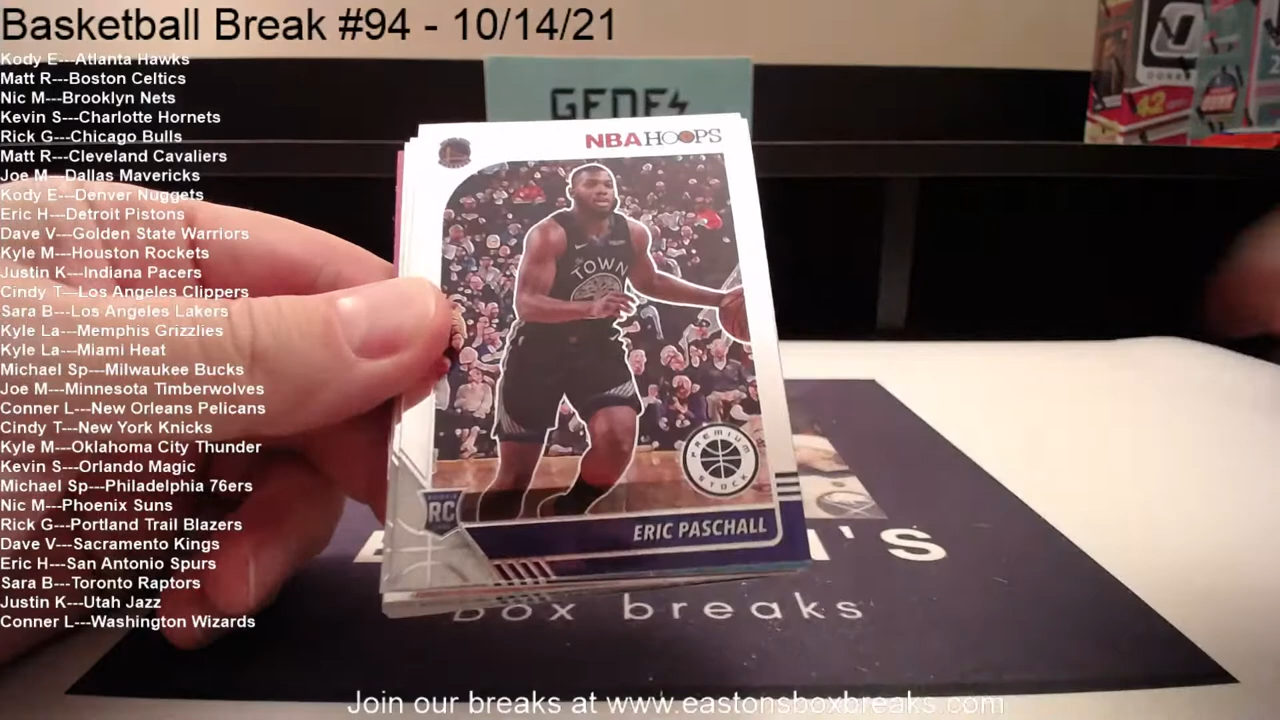 Basketball Break #94 - 10/14/21
Kody E---Atlanta Hawks
Matt R---Boston Celtics
Nic M---Brooklyn Nets
Kevin S---Charlotte Hornets
Rick G---Chicago Bulls
Matt R---Cleveland Cavaliers
Joe M---Dallas Mavericks
Kody E---Denver Nuggets
Eric H---Detroit Pistons
Dave V---Golden State Warriors
Kyle M---Houston Rockets
Justin K---Indiana Pacers
Cindy T---Los Angeles Clippers
Sara B---Los Angeles Lakers
Kyle La---Memphis Grizzlies
Kyle La---Miami Heat
Michael Sp---Milwaukee Bucks
Joe M---Minnesota Timberwolves
Conner L---New Orleans Pelicans
Cindy T---New York Knicks
Kyle M---Oklahoma City Thunder
Kevin S---Orlando Magic
Michael Sp---Philadelphia 76ers
Nic M---Phoenix Suns
Rick G---Portland Trail Blazers
Dave V---Sacramento Kings
Eric H---San Antonio Spurs
Sara B---Toronto Raptors
Justin K---Utah Jazz
Conner L---Washington Wizards
NBA HOOPS
TOWN
PREMIUM
STOCK
RC
ERIC PASCHALL
'S
box breaks
42
Join our breaks at www.eastonsboxbreaks.com